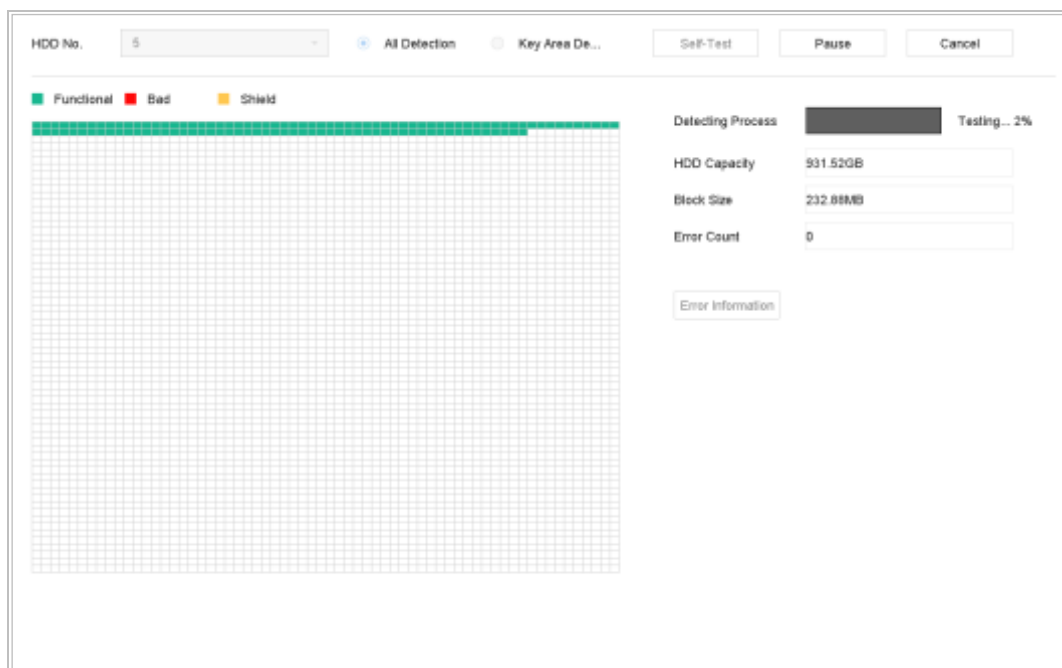 HDD No. 5 All Detection Key Area De... Self-Test Pause Cancel
Functional Bad Shield
Detecting Process Testing... 2%
HDD Capacity 931.52GB
Block Size 232.88MB
Error Count 0
Error Information